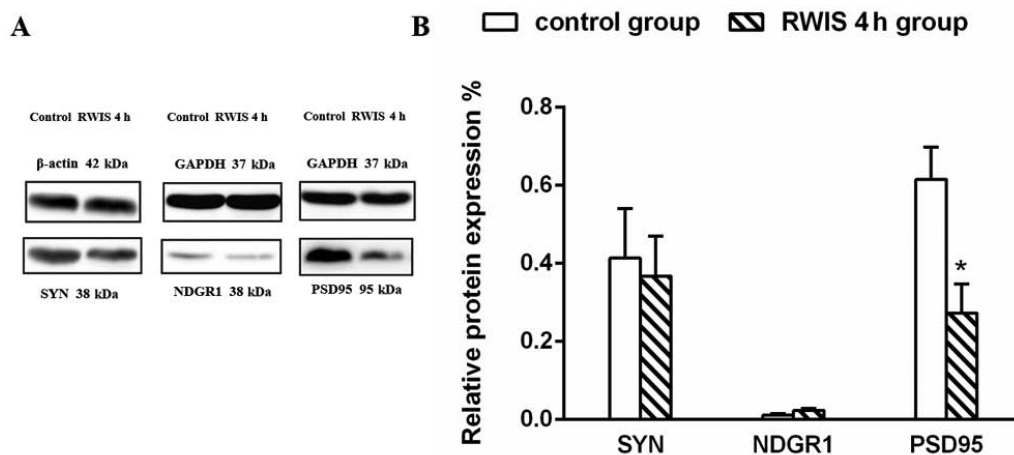 A
Control RWIS 4 h
Control RWIS 4 h
Control RWIS 4 h
β-actin 42 kDa
GAPDH 37 kDa
GAPDH 37 kDa
SYN 38 kDa
NDGR1 38 kDa
PSD95 95 kDa
B
control group
RWIS 4h group
Relative protein expression %
0.8
0.6
0.4
0.2
0.0
*
SYN
NDGR1
PSD95